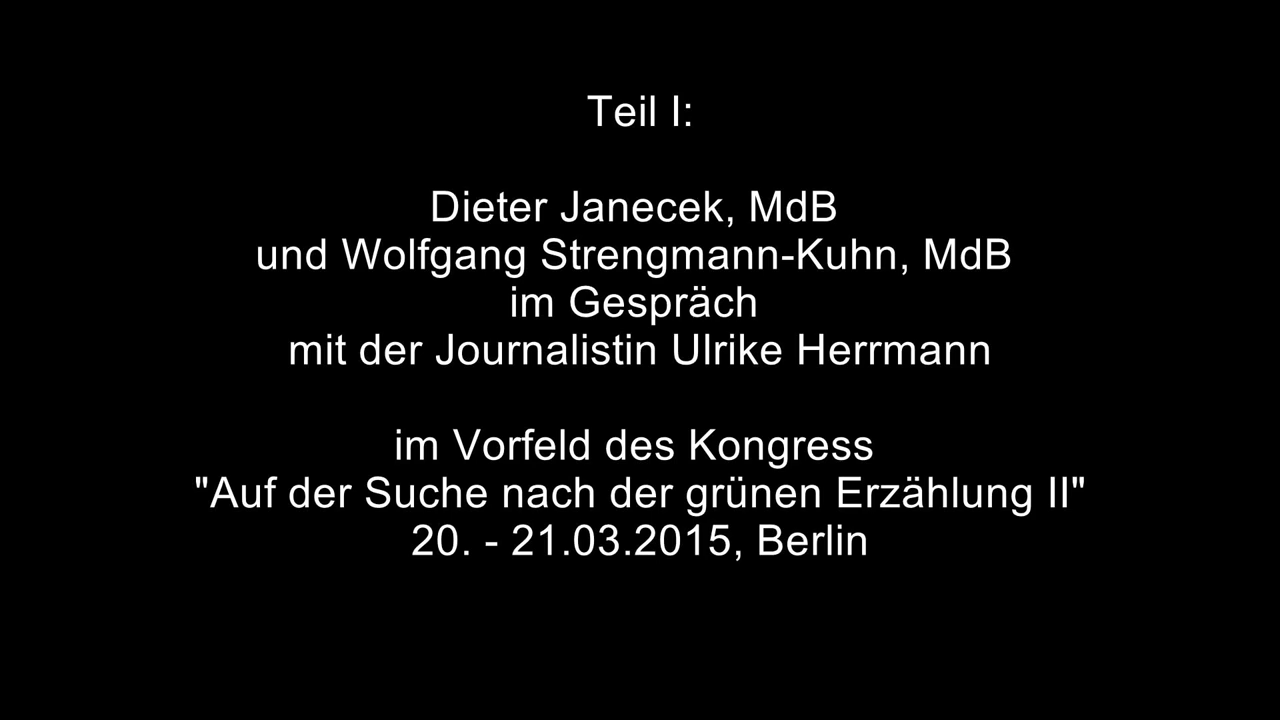 Teil I:
Dieter Janecek, MdB
und Wolfgang Strengmann-Kuhn, MdB
im Gespräch
mit der Journalistin Ulrike Herrmann
im Vorfeld des Kongress
"Auf der Suche nach der grünen Erzählung II"
20. - 21.03.2015, Berlin